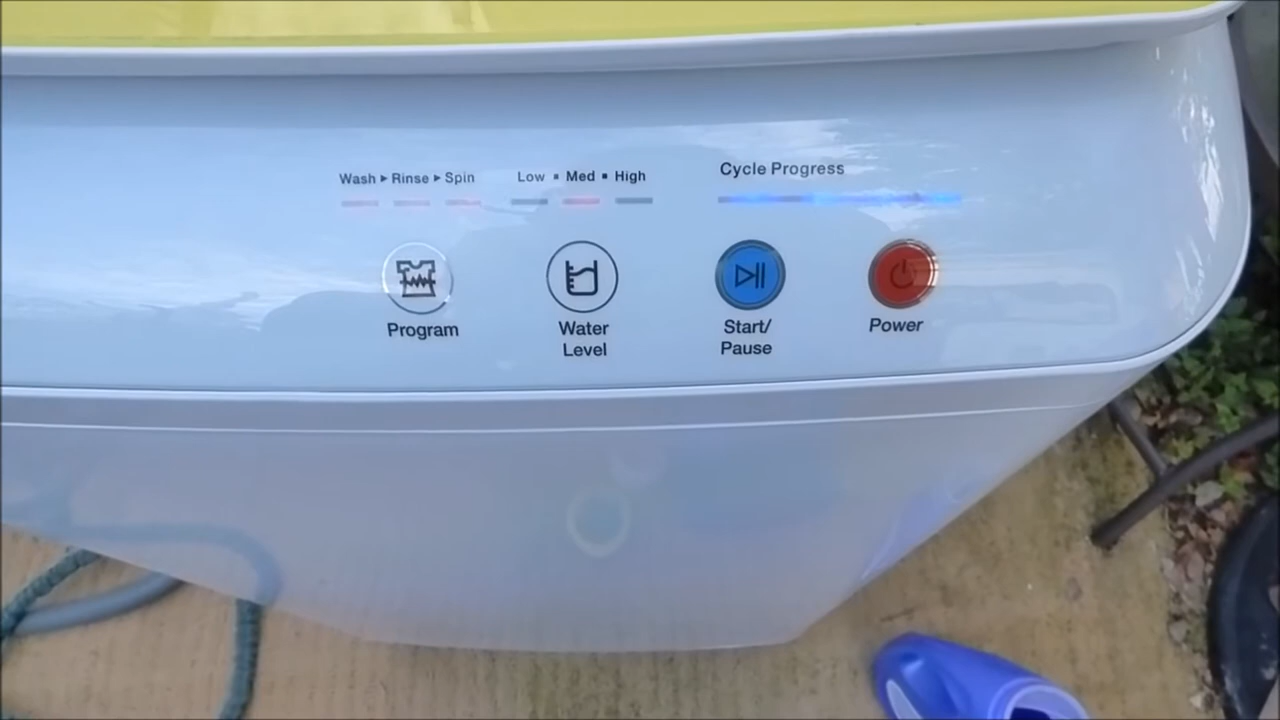 Wash ▸ Rinse ▸ Spin
Low ▪ Med ▪ High
Cycle Progress
Program
Water
Level
Start/
Pause
Power